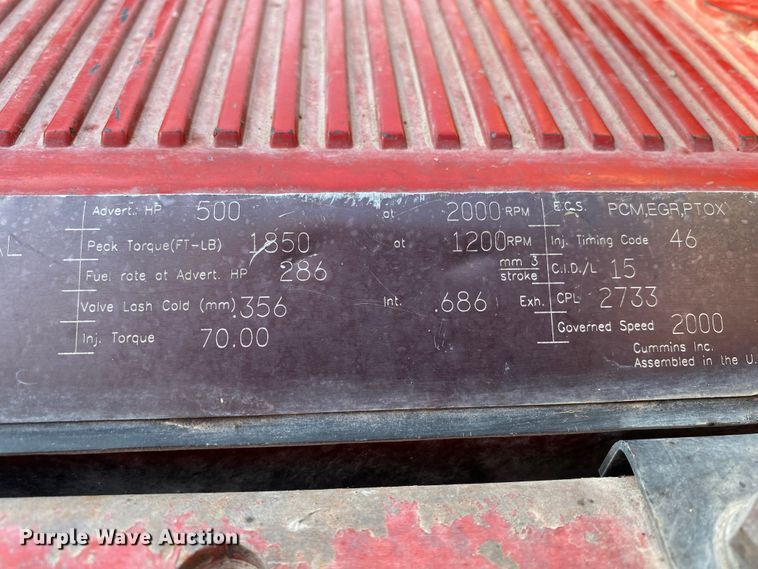 Advert. HP 500 at 2000 RPM E.C.S. PCM,EGR,PTOX
Peak Torque(FT-LB) 1850 at 1200 RPM Inj. Timing Code 46
Fuel rate at Advert. HP 286 mm 3 stroke C.I.D./L 15
Valve Lash Cold (mm) .356 Int. .686 Exh. CPL 2733
Inj. Torque 70.00 Governed Speed 2000
Cummins Inc.
Assembled in the U.
Purple Wave Auction